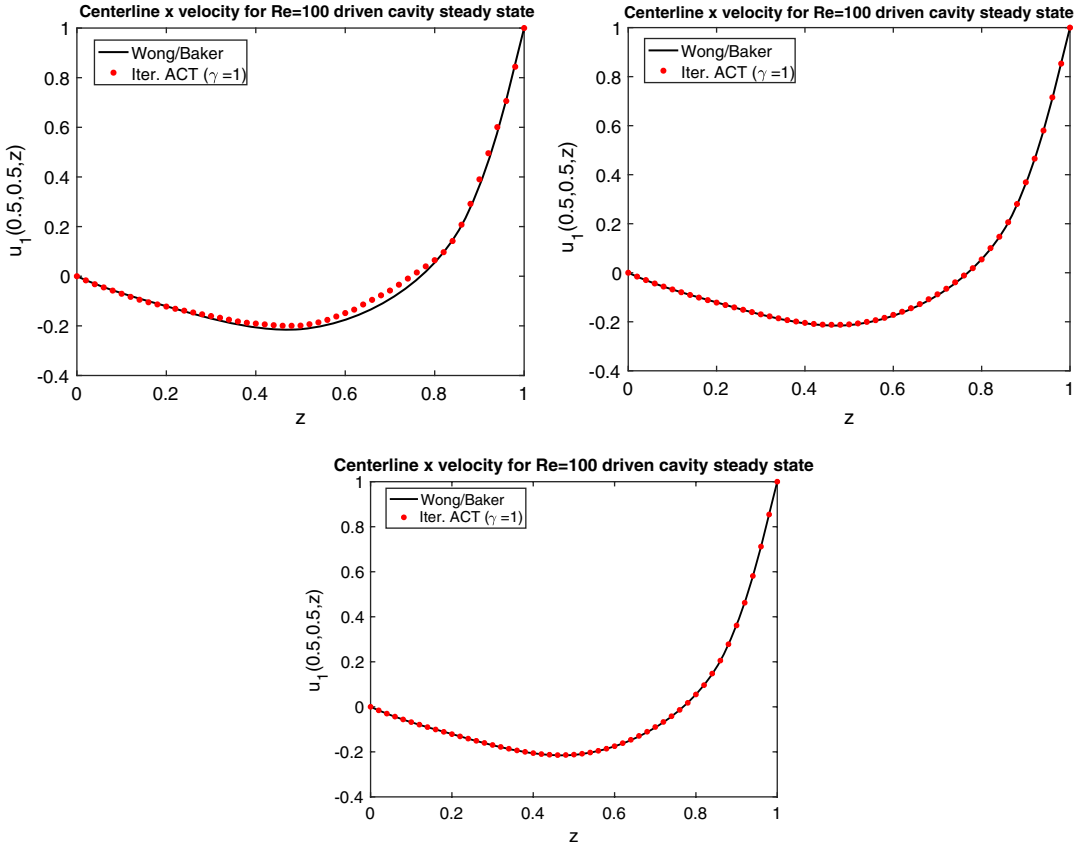 Centerline x velocity for Re=100 driven cavity steady state
1
0.8
0.6
0.4
0.2
0
-0.2
-0.4
u₁(0.5,0.5,z)
Wong/Baker
Iter. ACT (γ =1)
0
0.2
0.4
0.6
0.8
1
z
Centerline x velocity for Re=100 driven cavity steady state
1
0.8
0.6
0.4
0.2
0
-0.2
-0.4
u₁(0.5,0.5,z)
Wong/Baker
Iter. ACT (γ =1)
0
0.2
0.4
0.6
0.8
1
z
Centerline x velocity for Re=100 driven cavity steady state
1
0.8
0.6
0.4
0.2
0
-0.2
-0.4
u₁(0.5,0.5,z)
Wong/Baker
Iter. ACT (γ =1)
0
0.2
0.4
0.6
0.8
1
z